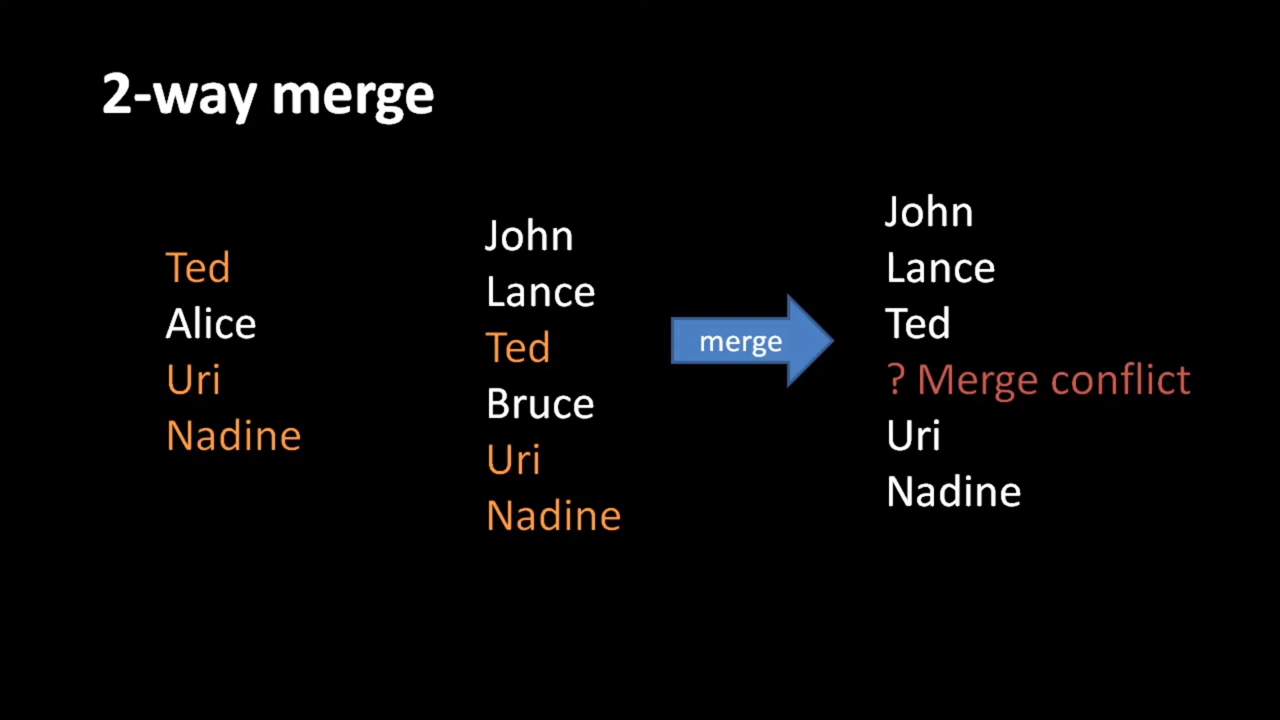 2-way merge
Ted
Alice
Uri
Nadine
John
Lance
Ted
Bruce
Uri
Nadine
merge
John
Lance
Ted
? Merge conflict
Uri
Nadine